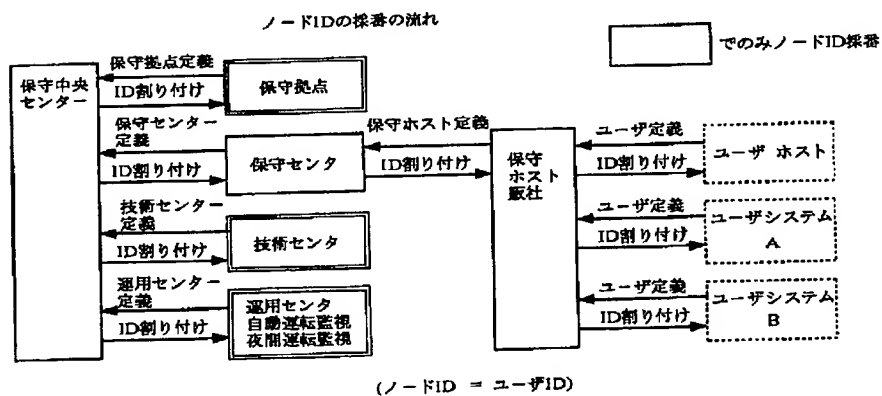 ノードIDの採番の流れ
でのみノードID採番
保守中央
センター
保守拠点定義
ID割り付け
保守拠点
保守センター
定義
ID割り付け
保守センタ
保守ホスト定義
ID割り付け
保守
ホスト
販社
ユーザ定義
ID割り付け
ユーザ ホスト
技術センター
定義
ID割り付け
技術センタ
ユーザ定義
ID割り付け
ユーザシステム
A
運用センター
定義
ID割り付け
運用センタ
自動運転監視
夜間運転監視
ユーザ定義
ID割り付け
ユーザシステム
B
(ノードID = ユーザID)